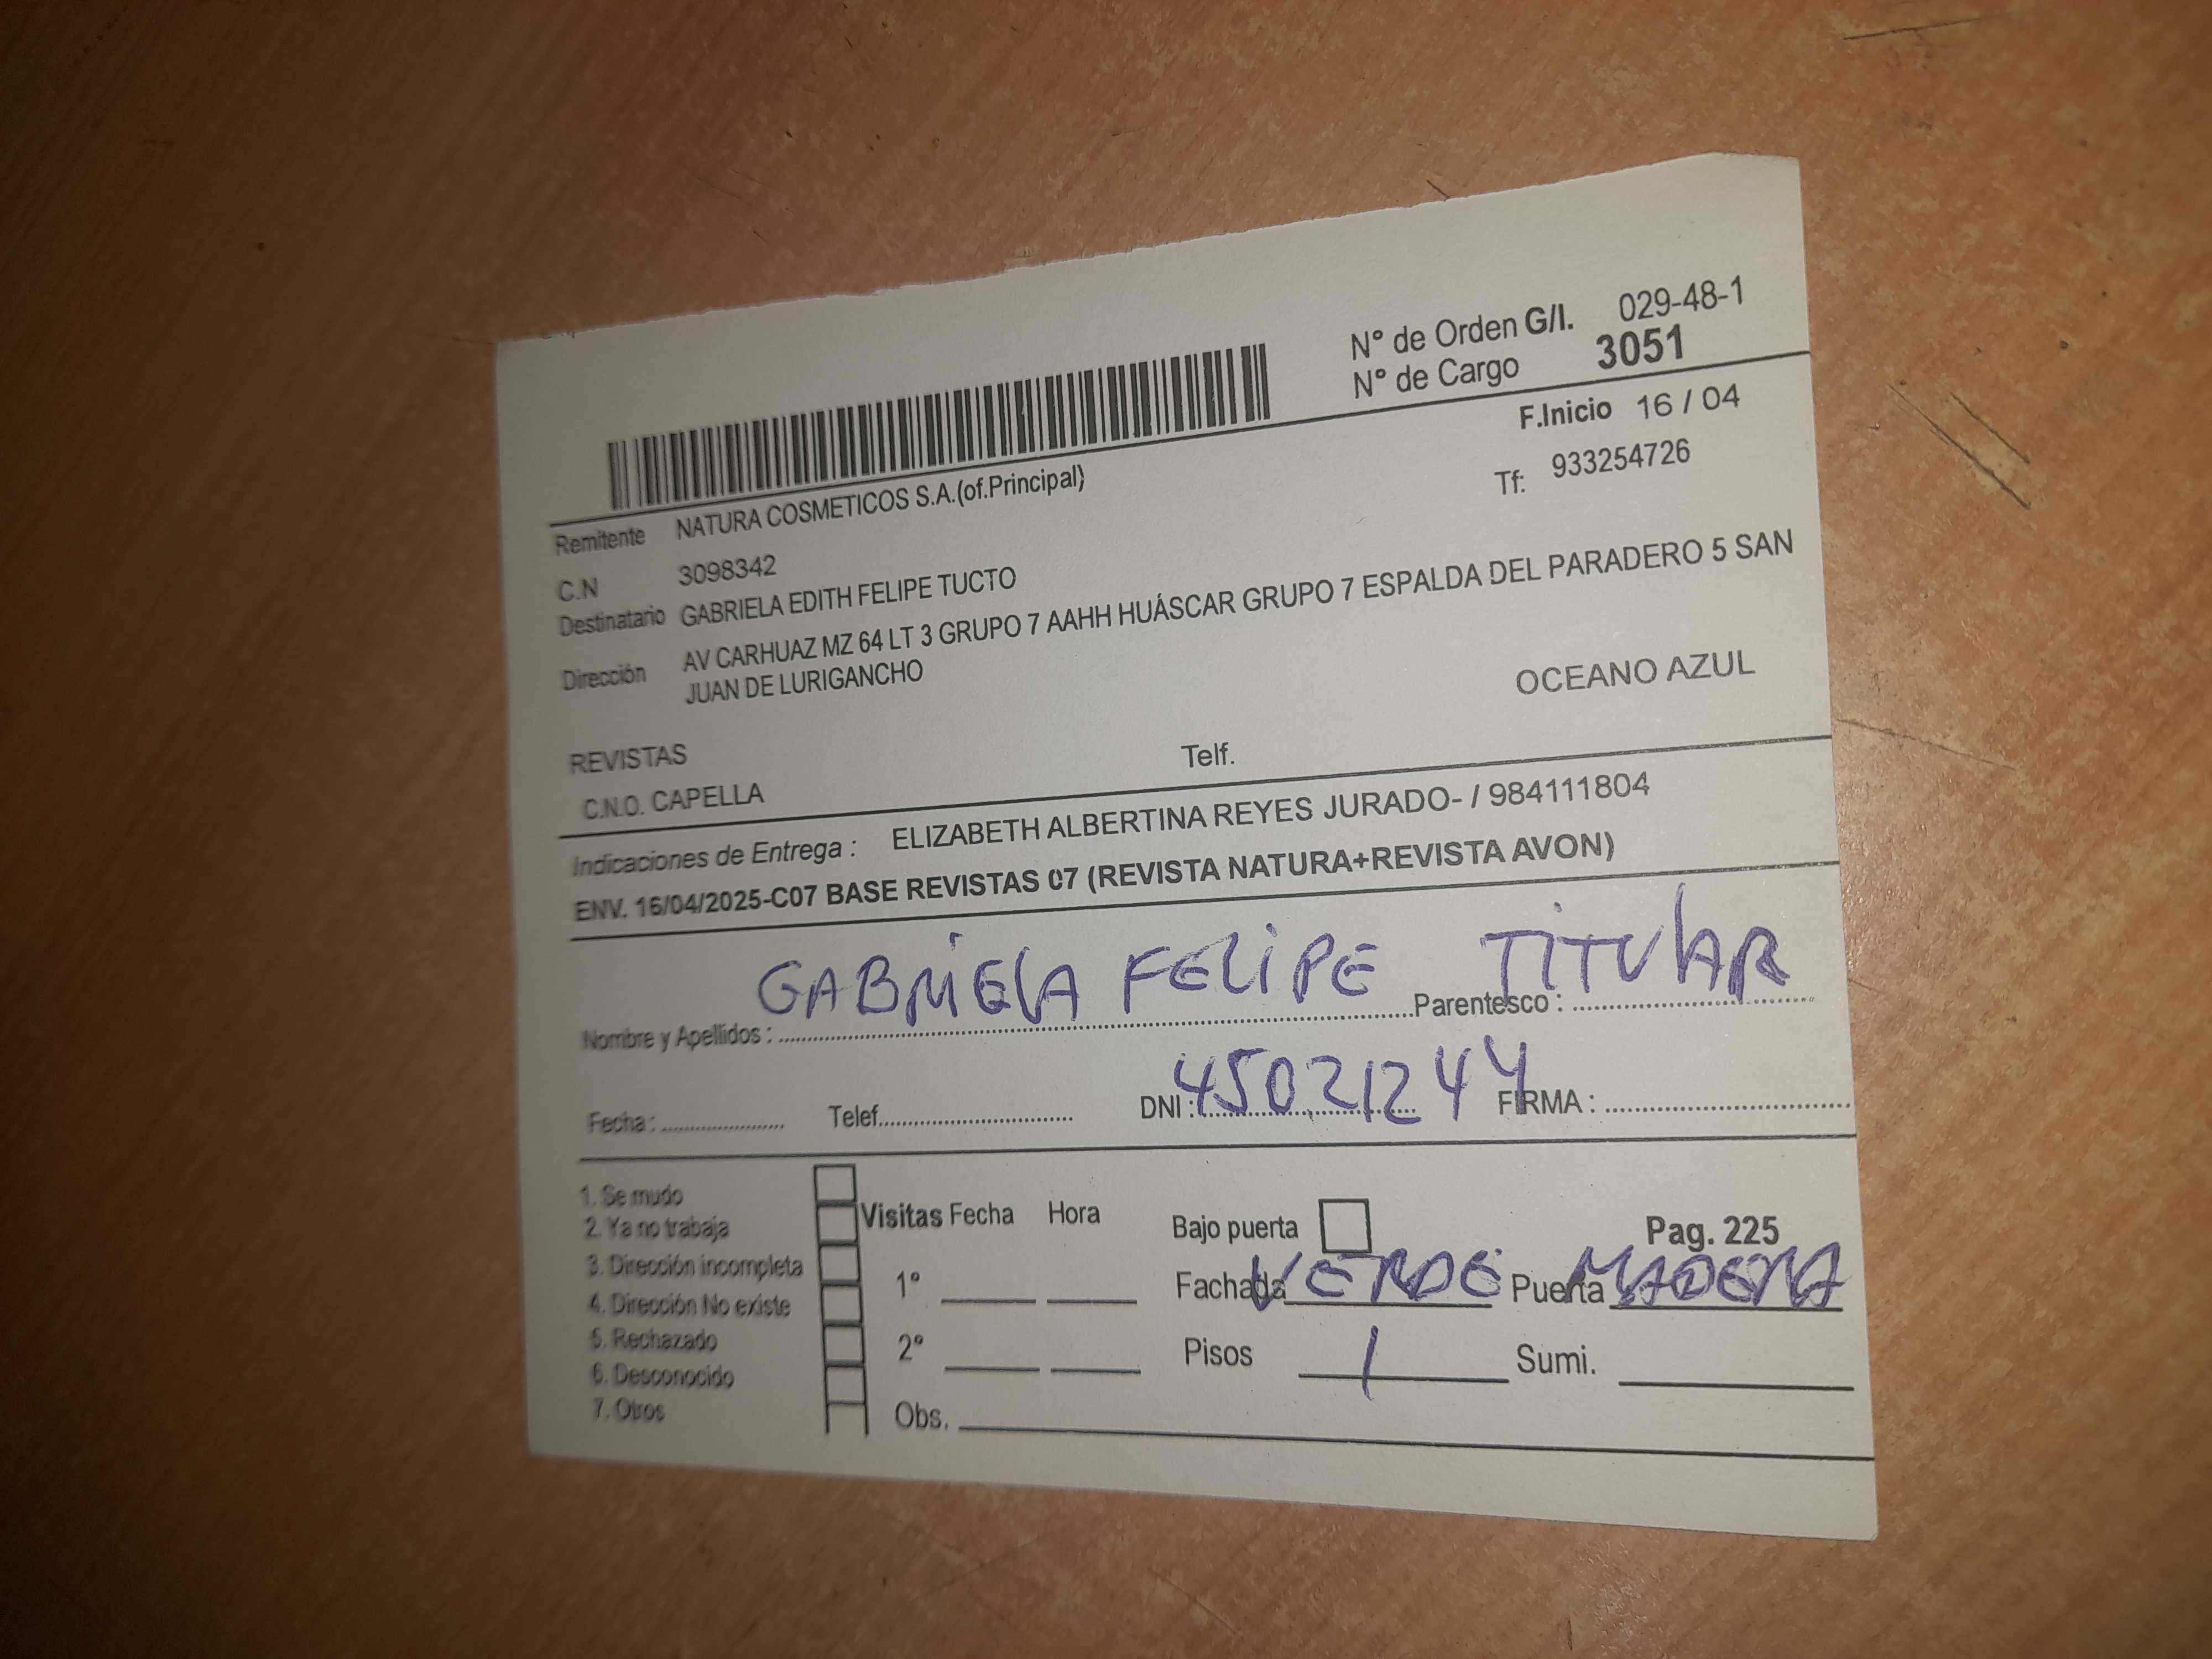 N° de Orden G/I. 029-48-1
N° de Cargo 3051
F.Inicio 16 / 04
Tf: 933254726
Remitente NATURA COSMETICOS S.A.(of.Principal)
C.N 3098342
Destinatario GABRIELA EDITH FELIPE TUCTO
Dirección AV CARHUAZ MZ 64 LT 3 GRUPO 7 AAHH HUÁSCAR GRUPO 7 ESPALDA DEL PARADERO 5 SAN
JUAN DE LURIGANCHO
OCEANO AZUL
REVISTAS
C.N.O. CAPELLA Telf.
Indicaciones de Entrega : ELIZABETH ALBERTINA REYES JURADO- / 984111804
ENV. 16/04/2025-C07 BASE REVISTAS 07 (REVISTA NATURA+REVISTA AVON)
Nombre y Apellidos : GABRIELA FELIPE Parentesco : TITULAR
Fecha : Telef. DNI : 45021244 FIRMA :
1. Se mudo
2. Ya no trabaja
3. Dirección incompleta
4. Dirección No existe
5. Rechazado
6. Desconocido
7. Otros
Visitas Fecha Hora
1°
2°
Obs.
Bajo puerta Pag. 225
Fachada VERDE Puerta MADERA
Pisos 1 Sumi.